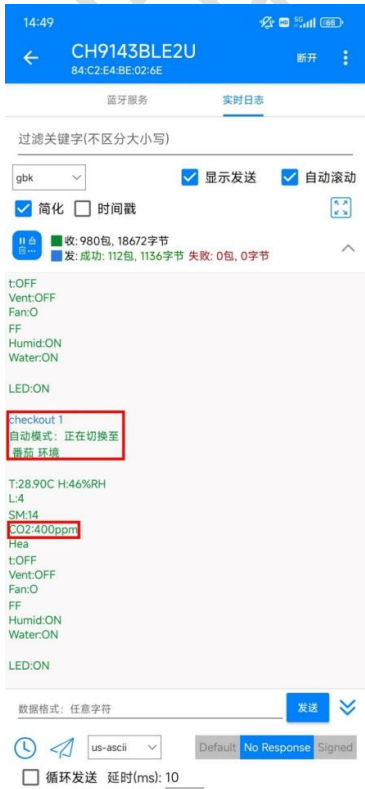 14:49
5G
68
CH9143BLE2U
断开
84:C2:E4:BE:02:6E
蓝牙服务
实时日志
过滤关键字(不区分大小写)
gbk
显示发送
自动滚动
简化
时间戳
收: 980包, 18672字节
发: 成功: 112包, 1136字节 失败: 0包, 0字节
t:OFF
Vent:OFF
Fan:O
FF
Humid:ON
Water:ON
LED:ON
checkout 1
自动模式: 正在切换至
番茄 环境
T:28.90C H:46%RH
L:4
SM:14
CO2:400ppm
Hea
t:OFF
Vent:OFF
Fan:O
FF
Humid:ON
Water:ON
LED:ON
数据格式: 任意字符
发送
us-ascii
Default
No Response
Signed
循环发送
延时(ms): 10